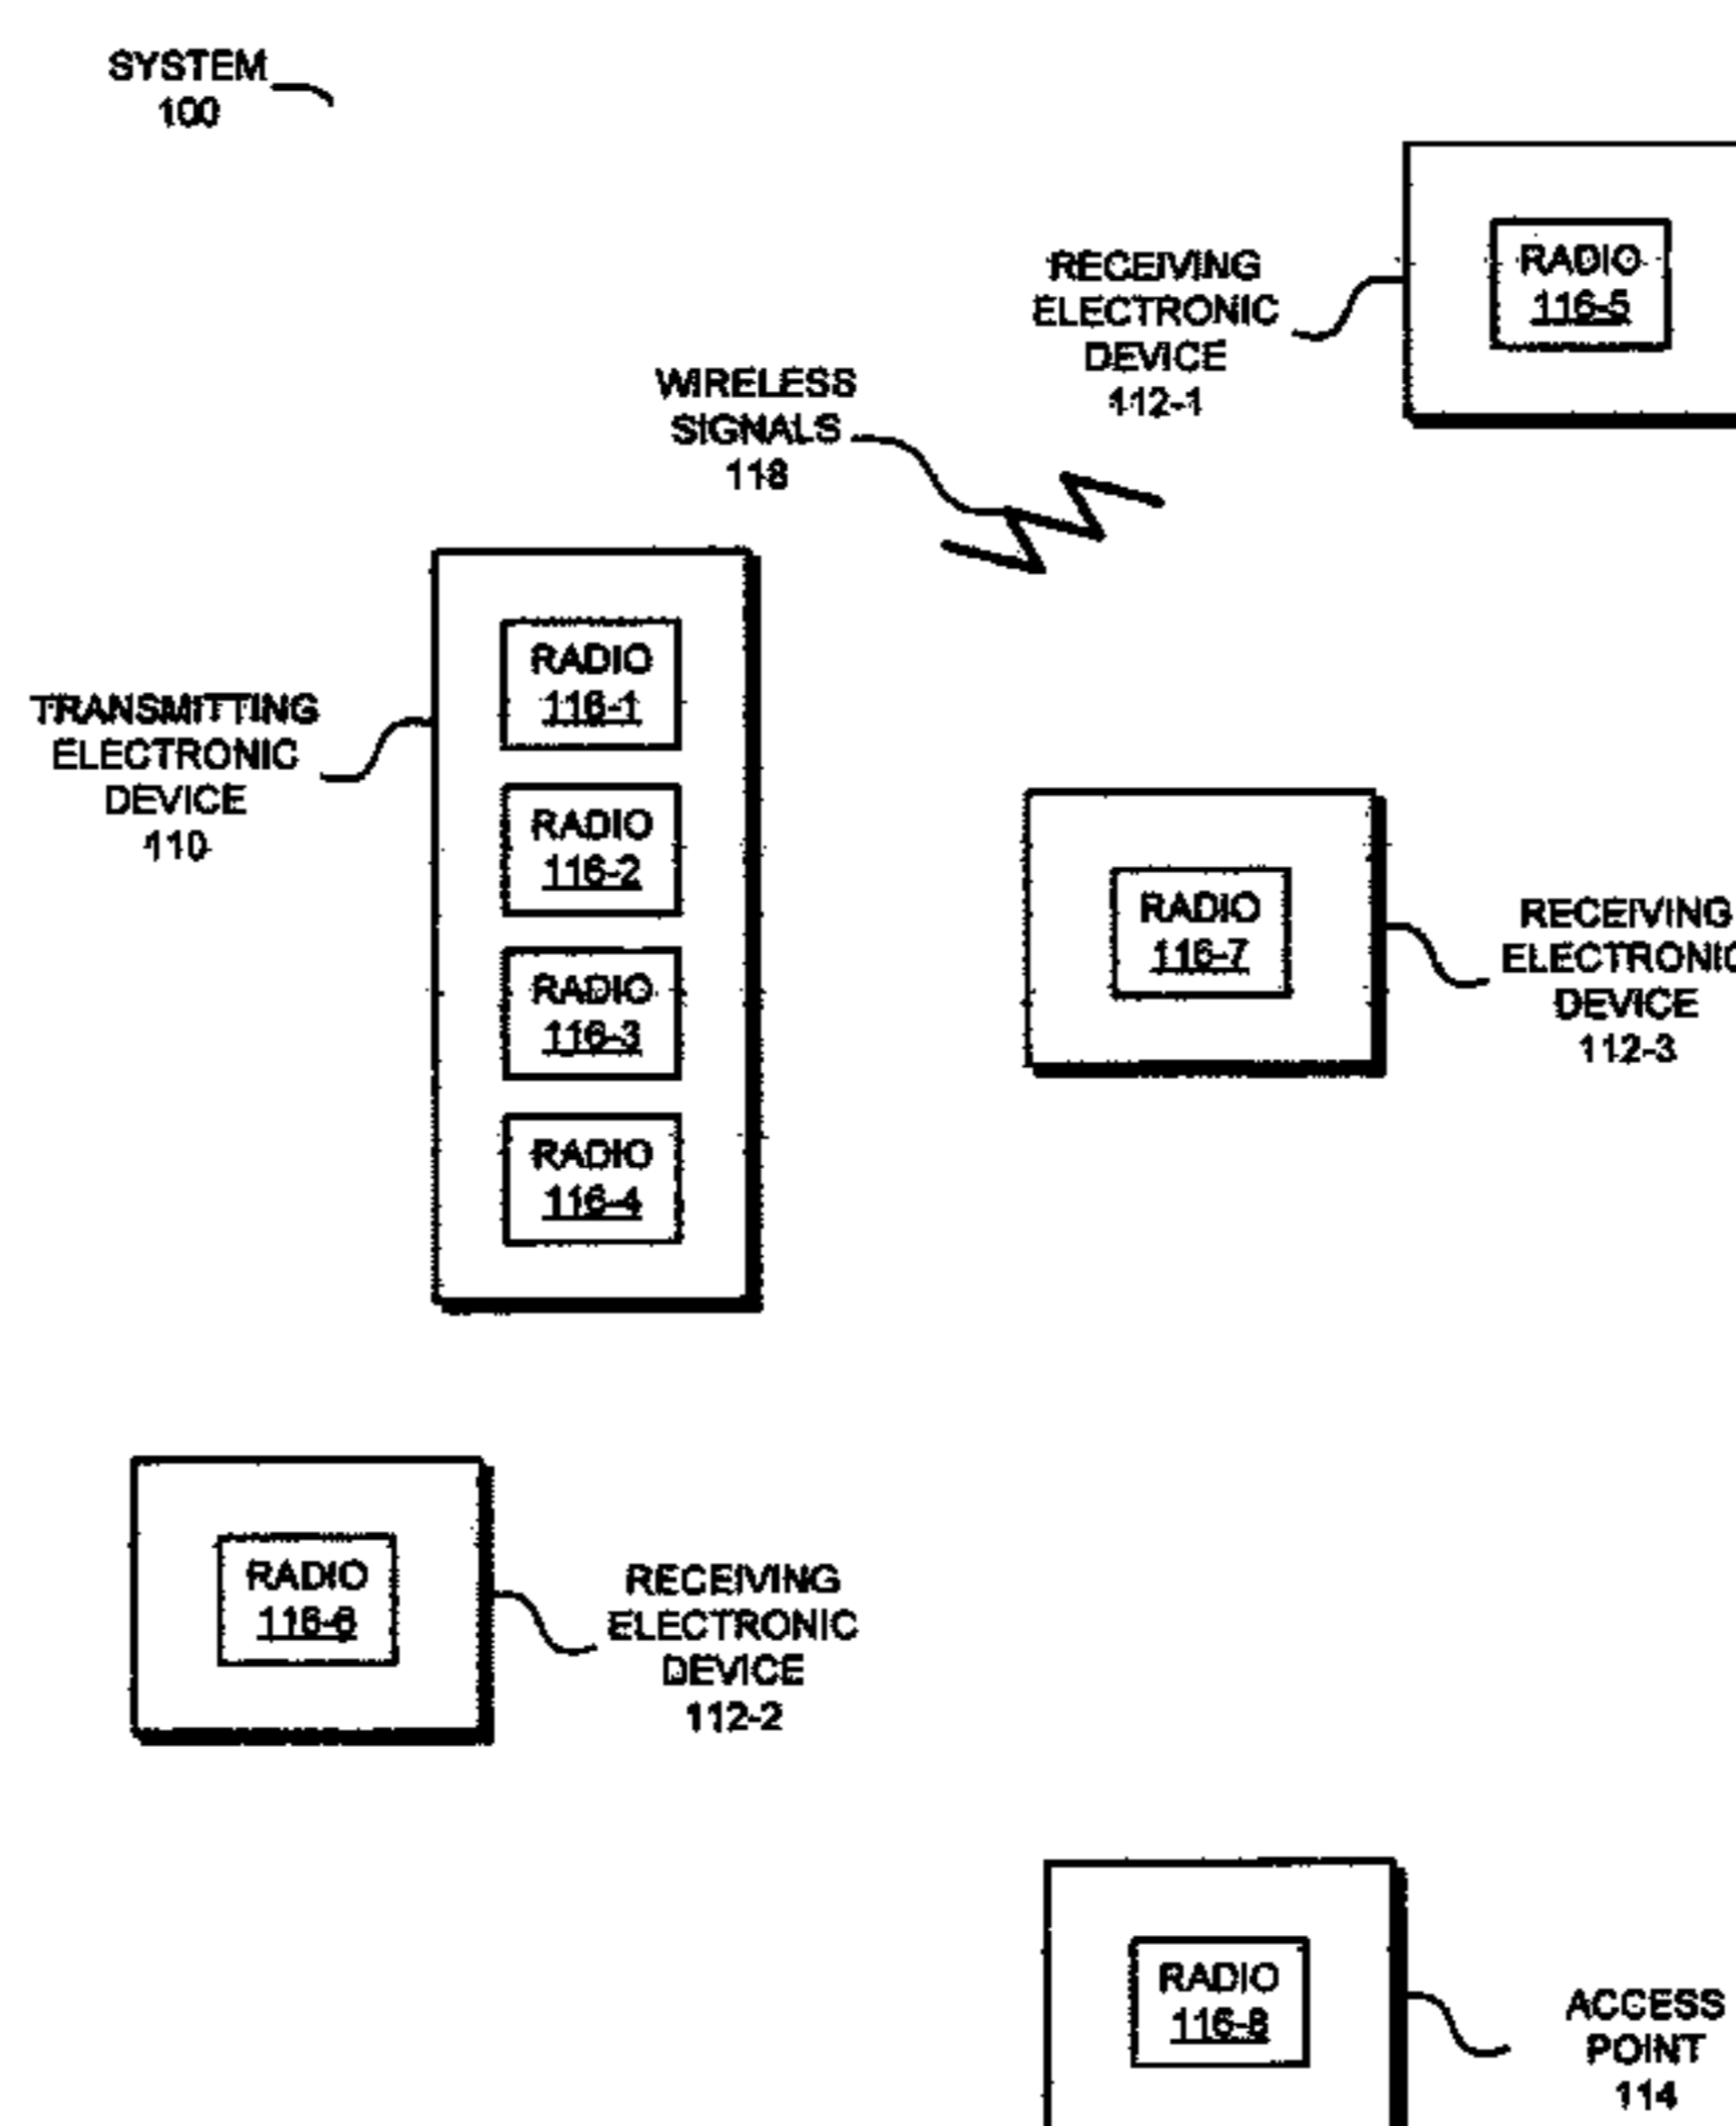 SYSTEM
100
RECEIVING
ELECTRONIC
DEVICE
112-1
RADIO
116-5
WIRELESS
SIGNALS
118
TRANSMITTING
ELECTRONIC
DEVICE
110
RADIO
116-1
RADIO
116-2
RADIO
116-3
RADIO
116-4
RADIO
116-7
RECEIVING
ELECTRONIC
DEVICE
112-3
RADIO
116-6
RECEIVING
ELECTRONIC
DEVICE
112-2
RADIO
116-8
ACCESS
POINT
114